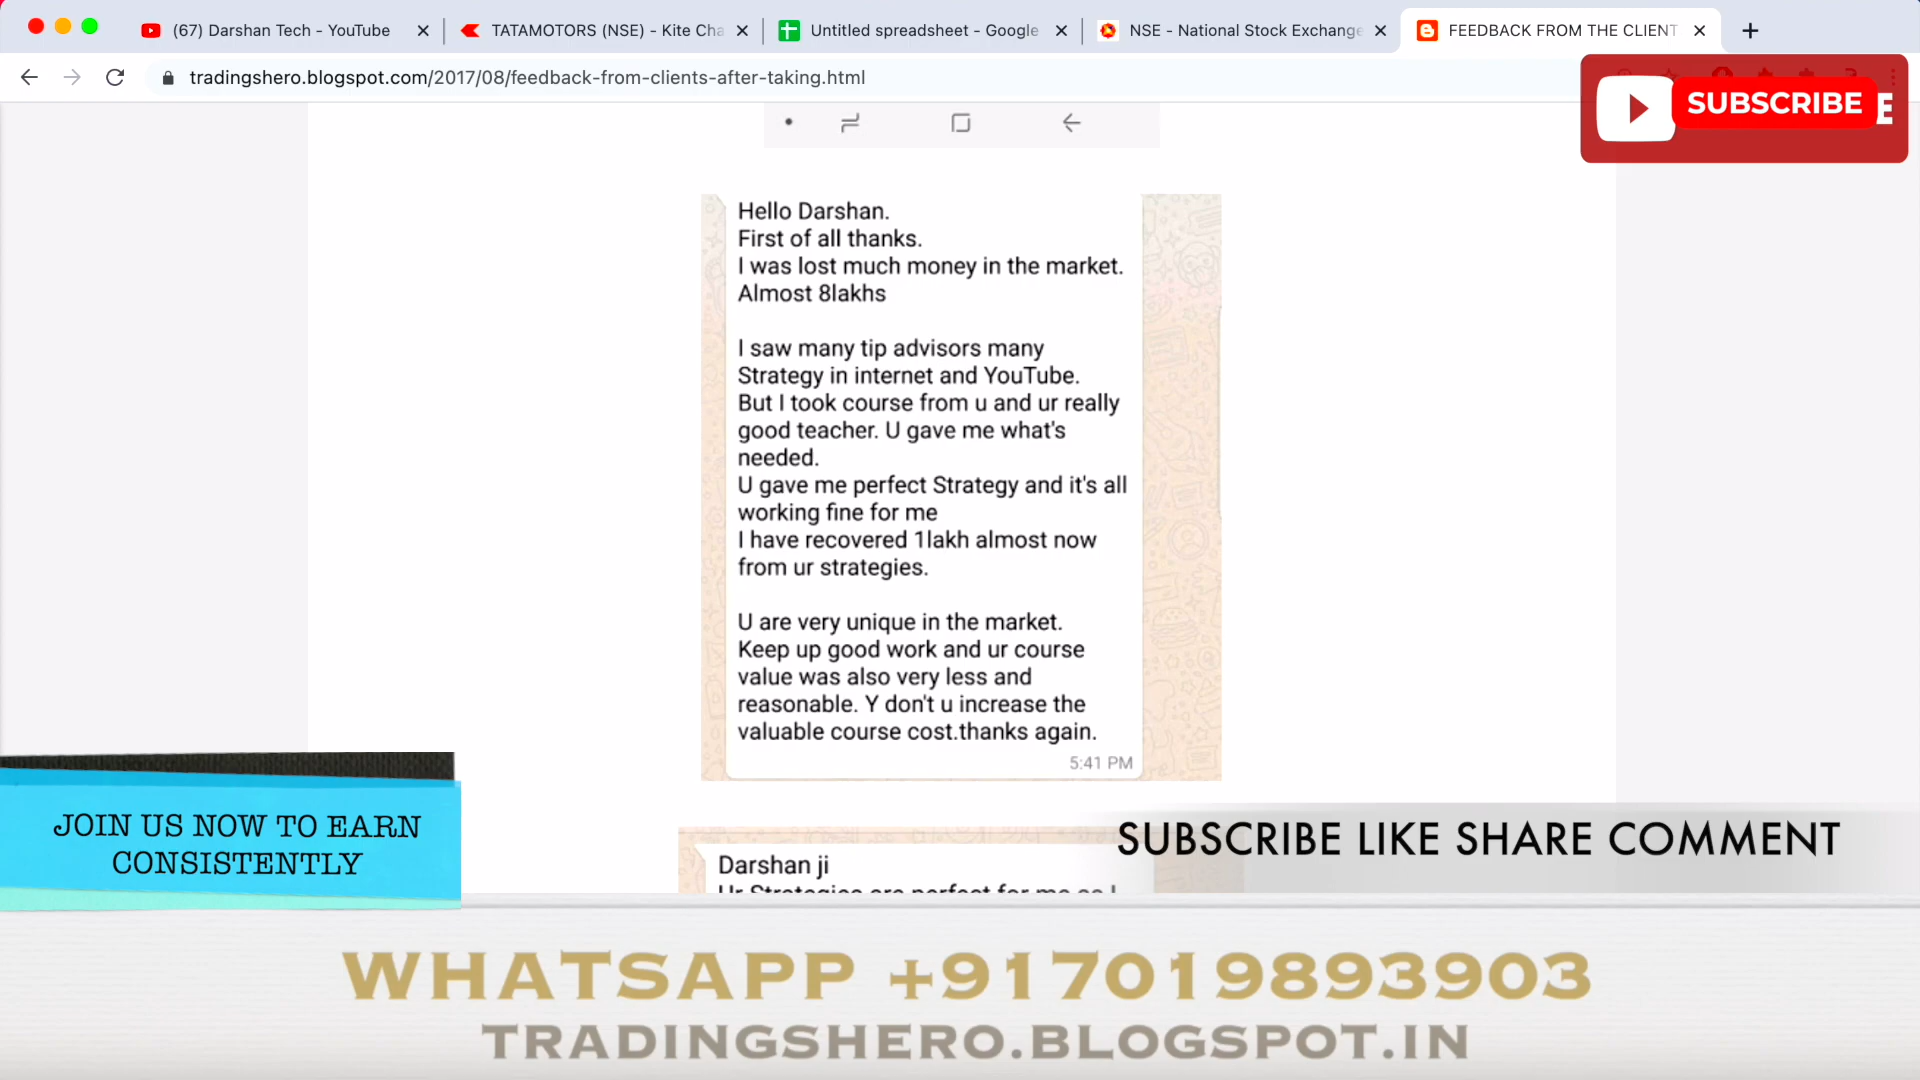 (67) Darshan Tech - YouTube
TATAMOTORS (NSE) - Kite Cha
Untitled spreadsheet - Google
NSE - National Stock Exchange
FEEDBACK FROM THE CLIENT
tradingshero.blogspot.com/2017/08/feedback-from-clients-after-taking.html
SUBSCRIBE
E
Hello Darshan.
First of all thanks.
I was lost much money in the market.
Almost 8lakhs
I saw many tip advisors many
Strategy in internet and YouTube.
But I took course from u and ur really
good teacher. U gave me what's
needed.
U gave me perfect Strategy and it's all
working fine for me
I have recovered 1lakh almost now
from ur strategies.
U are very unique in the market.
Keep up good work and ur course
value was also very less and
reasonable. Y don't u increase the
valuable course cost.thanks again.
5:41 PM
JOIN US NOW TO EARN
CONSISTENTLY
SUBSCRIBE LIKE SHARE COMMENT
Darshan ji
Ur Strategies are perfect for me as I
WHATSAPP +917019893903
TRADINGSHERO.BLOGSPOT.IN